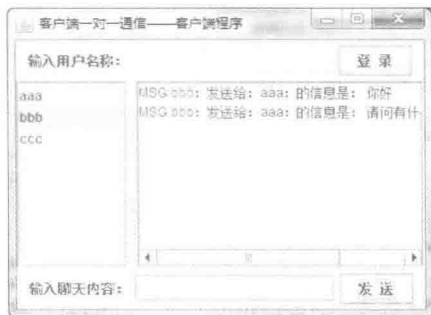 客户端一对一通信——客户端程序
输入用户名称:
登录
aaa
bbb
ccc
MSG:bbb: 发送给: aaa: 的信息是: 你好
MSG:bbb: 发送给: aaa: 的信息是: 请问有什
输入聊天内容:
发送